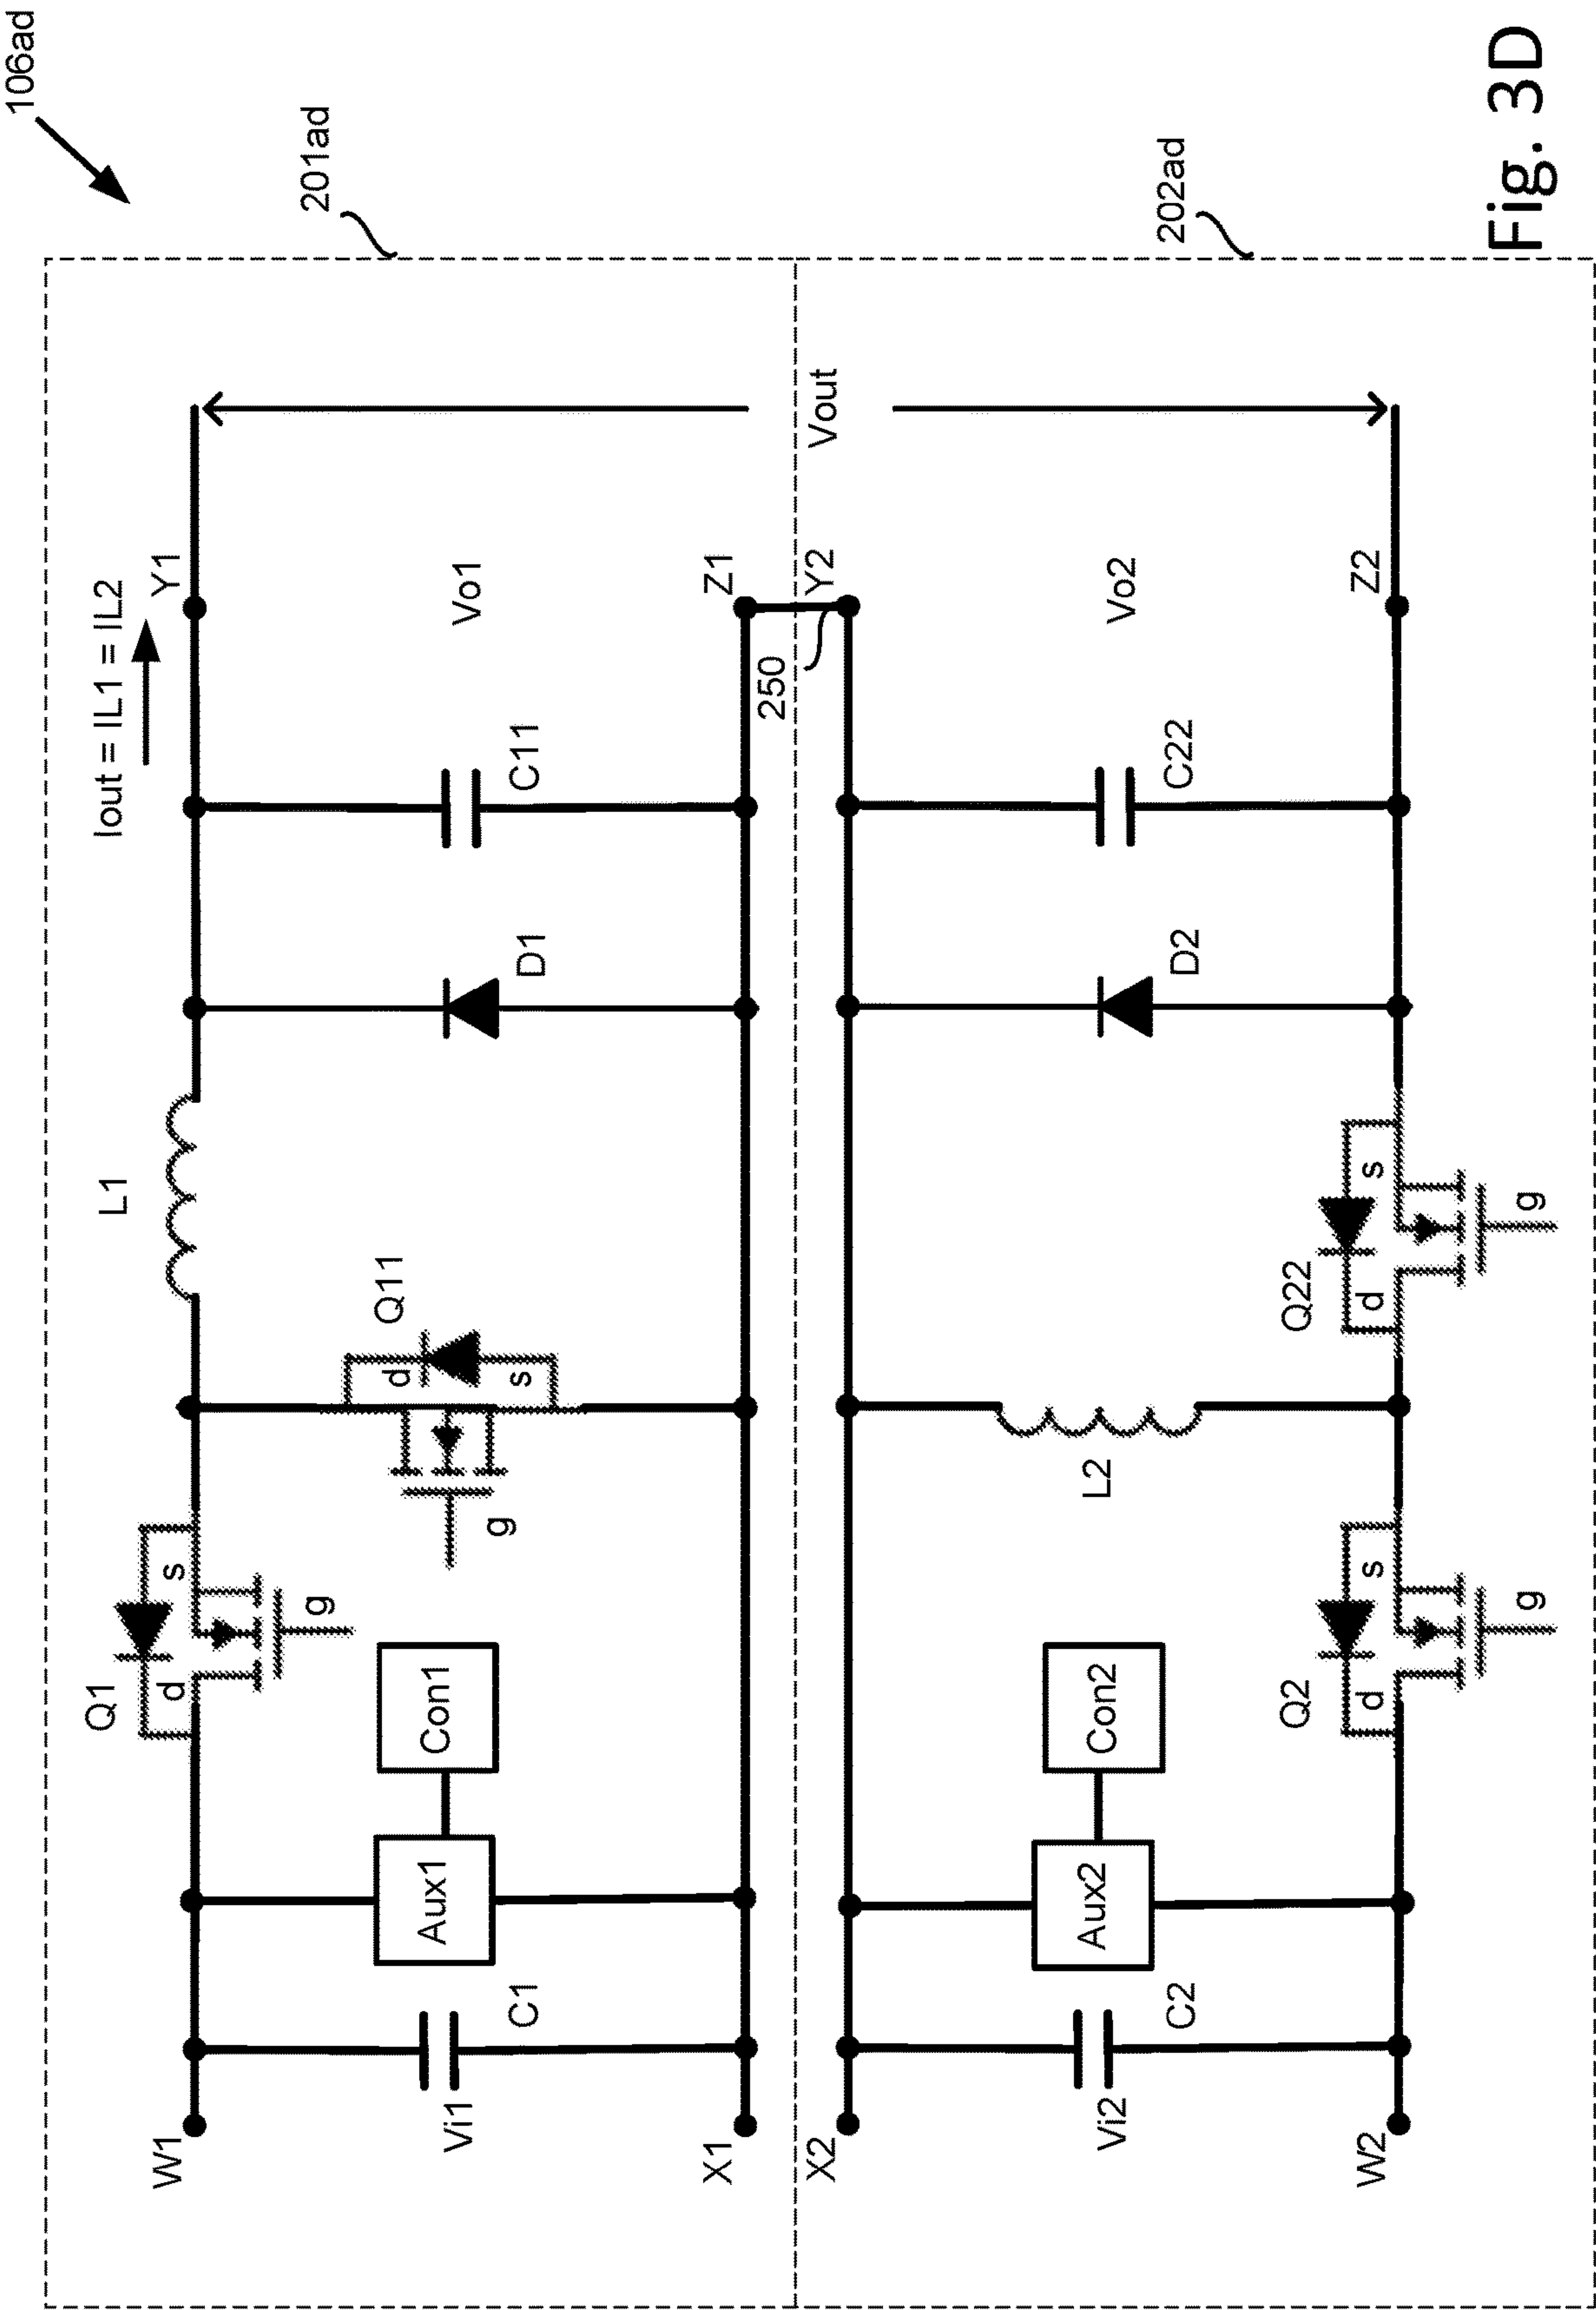 106ad
201ad
Iout = IL1 = IL2
W1
Vi1
C1
Aux1
Con1
Q1
d
s
g
Q11
d
s
g
L1
D1
C11
Y1
Vo1
Z1
X1
250
Vout
202ad
X2
Vi2
C2
Aux2
Con2
Q2
d
s
g
L2
Q22
d
s
g
D2
C22
Y2
Vo2
Z2
W2
Fig. 3D